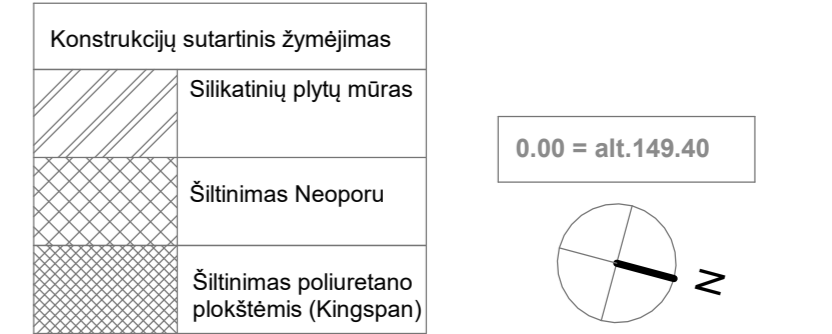 Konstrukcijų sutartinis žymėjimas
Silikatinių plytų mūras
Šiltinimas Neoporu
Šiltinimas poliuretano
plokštėmis (Kingspan)
0.00 = alt.149.40
N